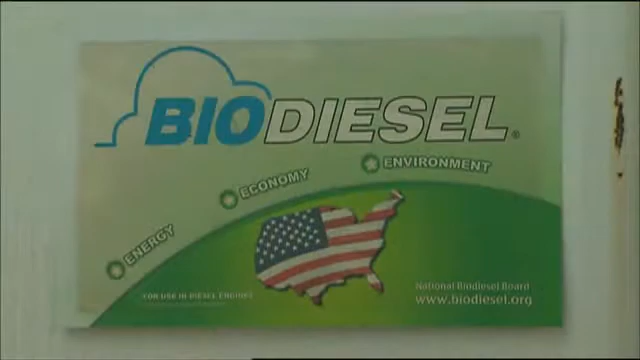 BIODIESEL®
ENVIRONMENT
ECONOMY
ENERGY
FOR USE IN DIESEL ENGINES
National Biodiesel Board
www.biodiesel.org